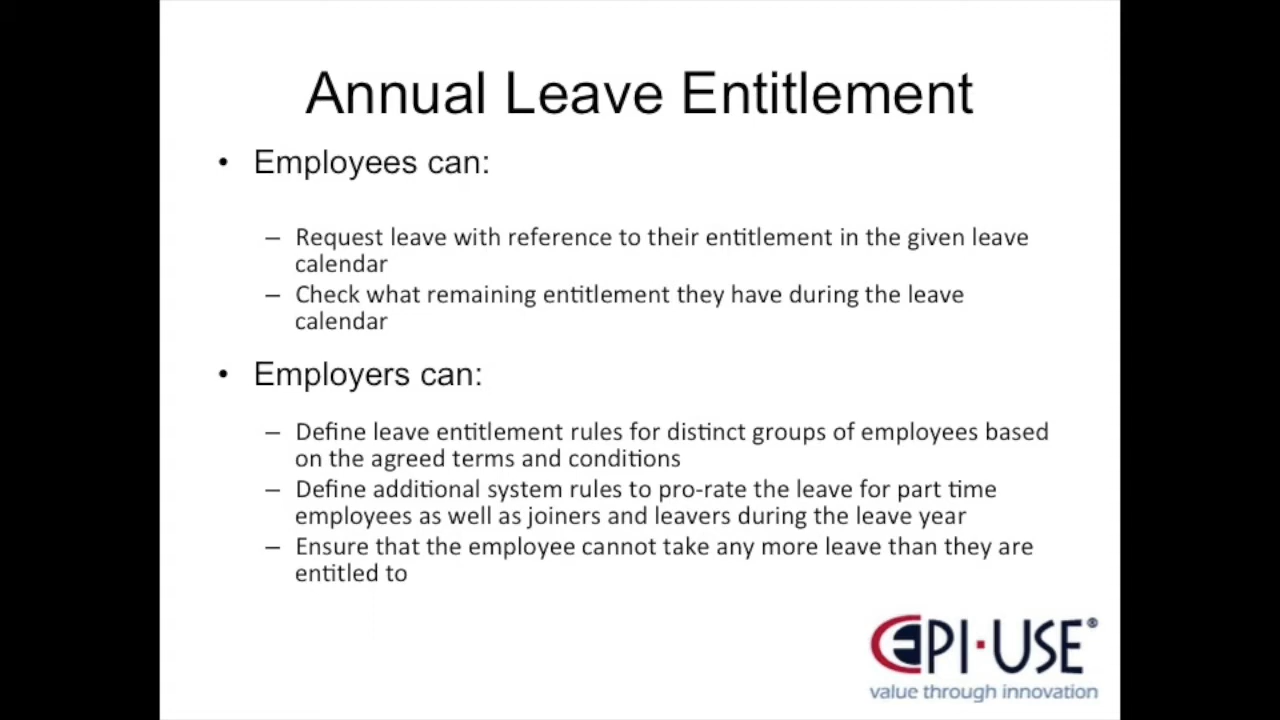 Annual Leave Entitlement
• Employees can:
– Request leave with reference to their entitlement in the given leave
calendar
– Check what remaining entitlement they have during the leave
calendar
• Employers can:
– Define leave entitlement rules for distinct groups of employees based
on the agreed terms and conditions
– Define additional system rules to pro-rate the leave for part time
employees as well as joiners and leavers during the leave year
– Ensure that the employee cannot take any more leave than they are
entitled to
EPI·USE®
value through innovation